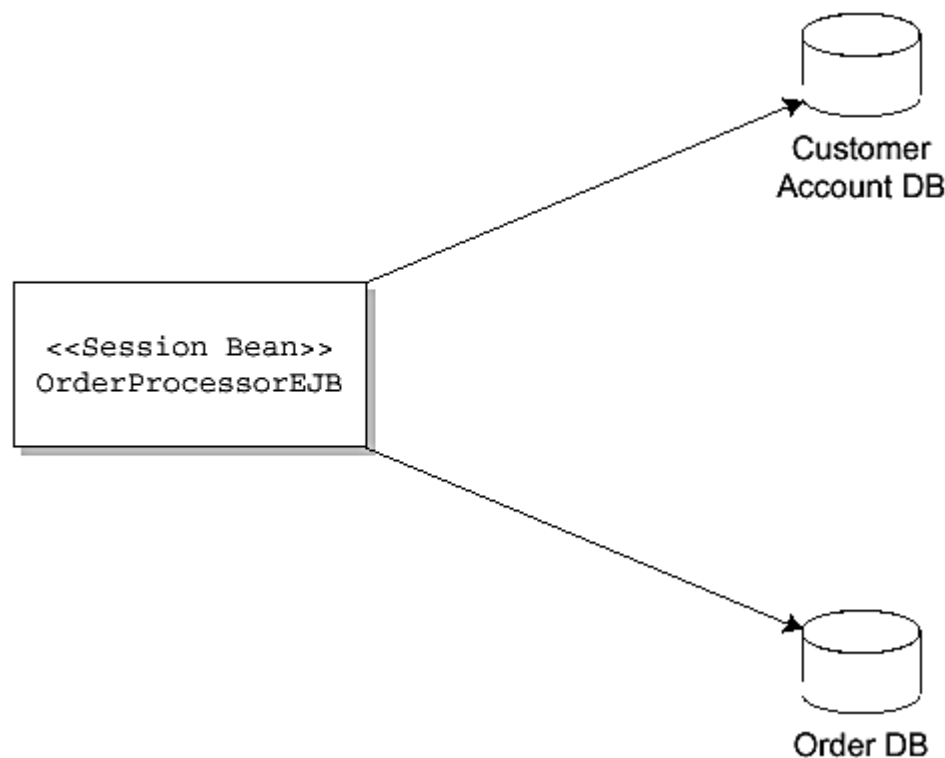 Customer
Account DB
<<Session Bean>>
OrderProcessorEJB
Order DB